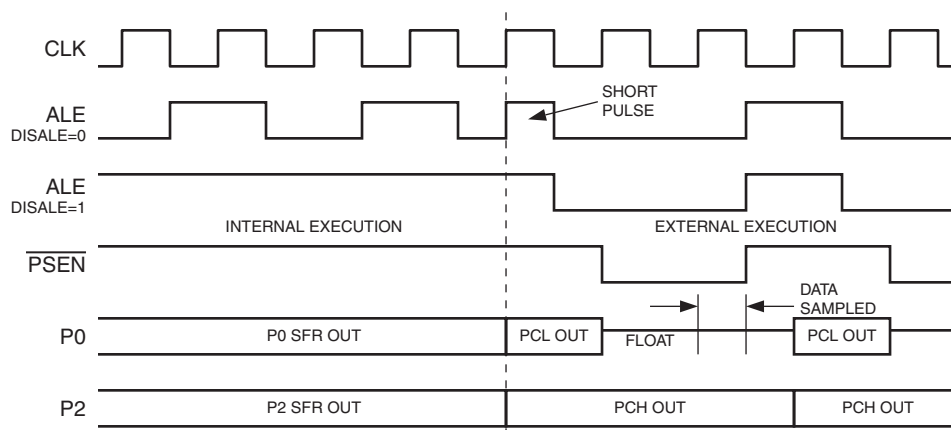 CLK
ALE
DISALE=0
SHORT
PULSE
ALE
DISALE=1
INTERNAL EXECUTION
EXTERNAL EXECUTION
PSEN
DATA
SAMPLED
P0
P0 SFR OUT
PCL OUT
FLOAT
PCL OUT
P2
P2 SFR OUT
PCH OUT
PCH OUT